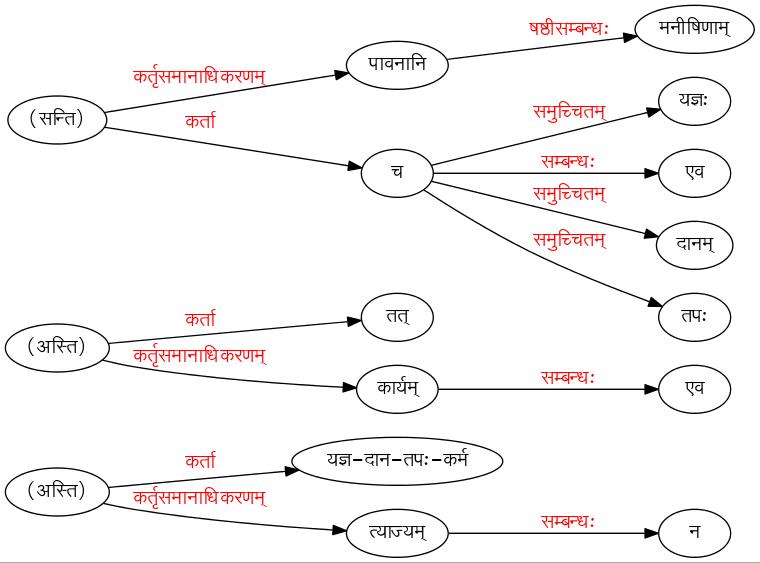 षष्ठीसम्बन्धः
मनीषिणाम्
पावनानि
कर्तृसमानाधिकरणम्
(सन्ति)
कर्ता
यज्ञः
समुच्चितम्
च
सम्बन्धः
एव
समुच्चितम्
दानम्
समुच्चितम्
तपः
कर्ता
तत्
(अस्ति)
कर्तृसमानाधिकरणम्
कार्यम्
सम्बन्धः
एव
कर्ता
यज्ञ-दान-तपः-कर्म
(अस्ति)
कर्तृसमानाधिकरणम्
त्याज्यम्
सम्बन्धः
न